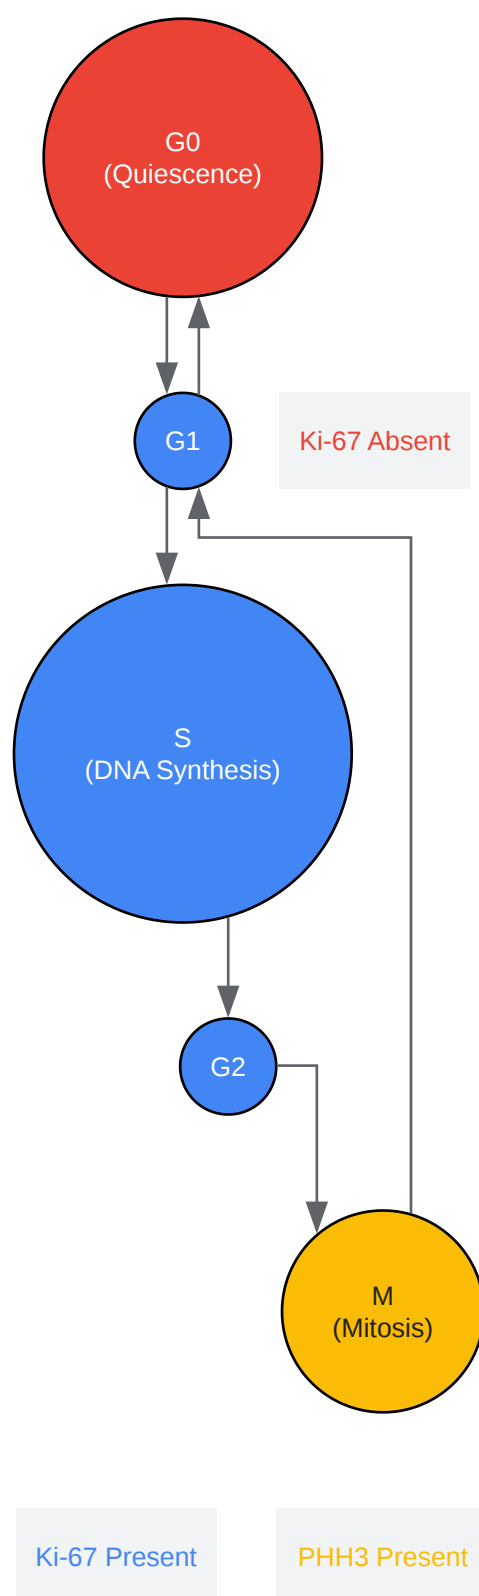 G0
(Quiescence)
G1
Ki-67 Absent
S
(DNA Synthesis)
G2
M
(Mitosis)
Ki-67 Present
PHH3 Present